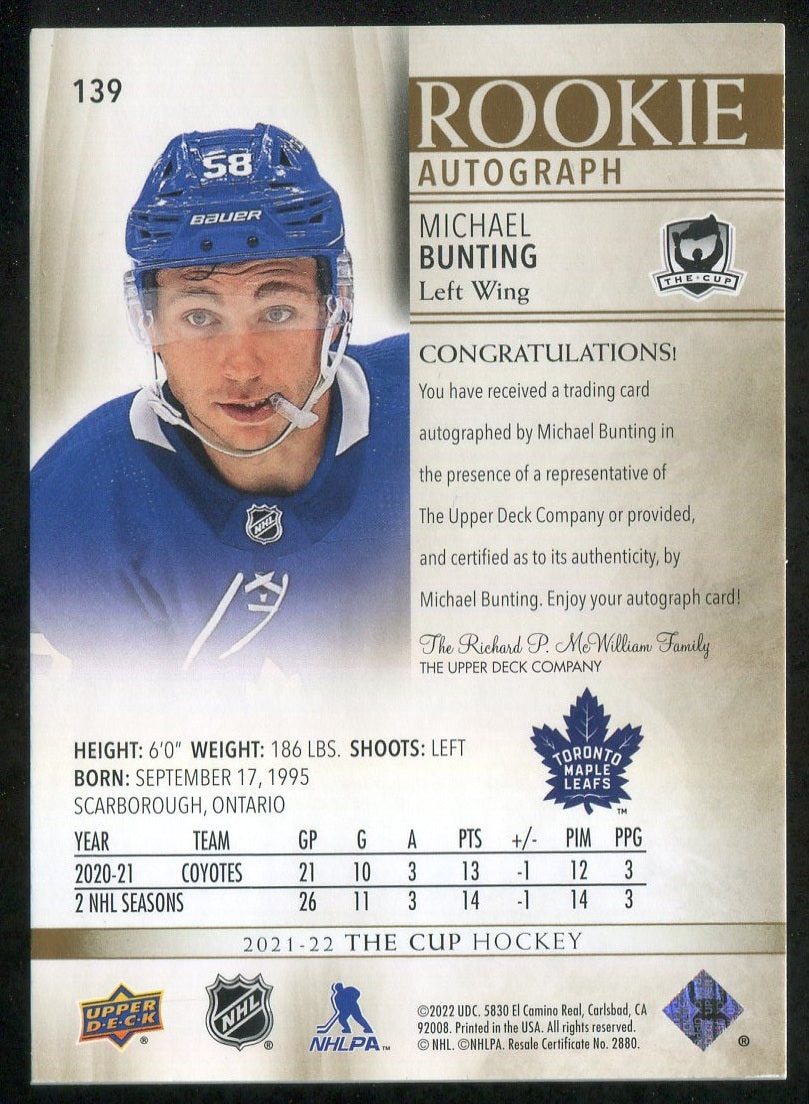 139
58
BAUER
NHL
ROOKIE
AUTOGRAPH
MICHAEL
BUNTING
Left Wing
THE CUP
CONGRATULATIONS!
You have received a trading card
autographed by Michael Bunting in
the presence of a representative of
The Upper Deck Company or provided,
and certified as to its authenticity, by
Michael Bunting. Enjoy your autograph card!
The Richard P. McWilliam Family
THE UPPER DECK COMPANY
TORONTO
MAPLE
LEAFS
TM
HEIGHT: 6'0" WEIGHT: 186 LBS. SHOOTS: LEFT
BORN: SEPTEMBER 17, 1995
SCARBOROUGH, ONTARIO
YEAR TEAM GP G A PTS +/- PIM PPG
2020-21 COYOTES 21 10 3 13 -1 12 3
2 NHL SEASONS 26 11 3 14 -1 14 3
2021-22 THE CUP HOCKEY
UPPER
D·E·C·K
®
NHL
®
NHLPA
TM
©2022 UDC. 5830 El Camino Real, Carlsbad, CA
92008. Printed in the USA. All rights reserved.
© NHL. ©NHLPA. Resale Certificate No. 2880.
®